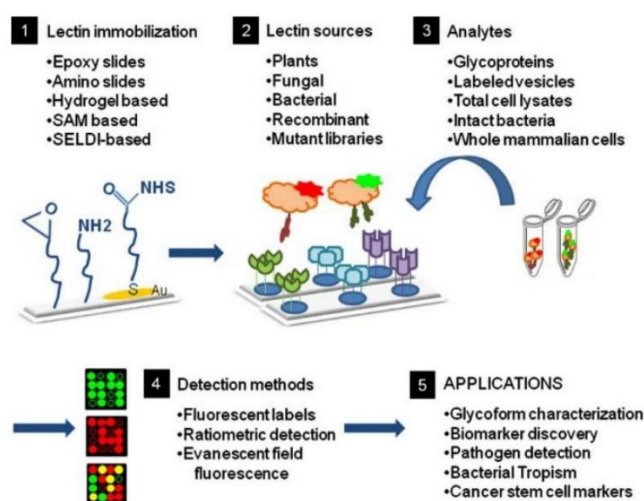 1 Lectin immobilization
•Epoxy slides
•Amino slides
•Hydrogel based
•SAM based
•SELDI-based
2 Lectin sources
•Plants
•Fungal
•Bacterial
•Recombinant
•Mutant libraries
3 Analytes
•Glycoproteins
•Labeled vesicles
•Total cell lysates
•Intact bacteria
•Whole mammalian cells
O
NH2
O
NHS
S
Au
4 Detection methods
•Fluorescent labels
•Ratiometric detection
•Evanescent field
fluorescence
5 APPLICATIONS
•Glycoform characterization
•Biomarker discovery
•Pathogen detection
•Bacterial Tropism
•Cancer stem cell markers